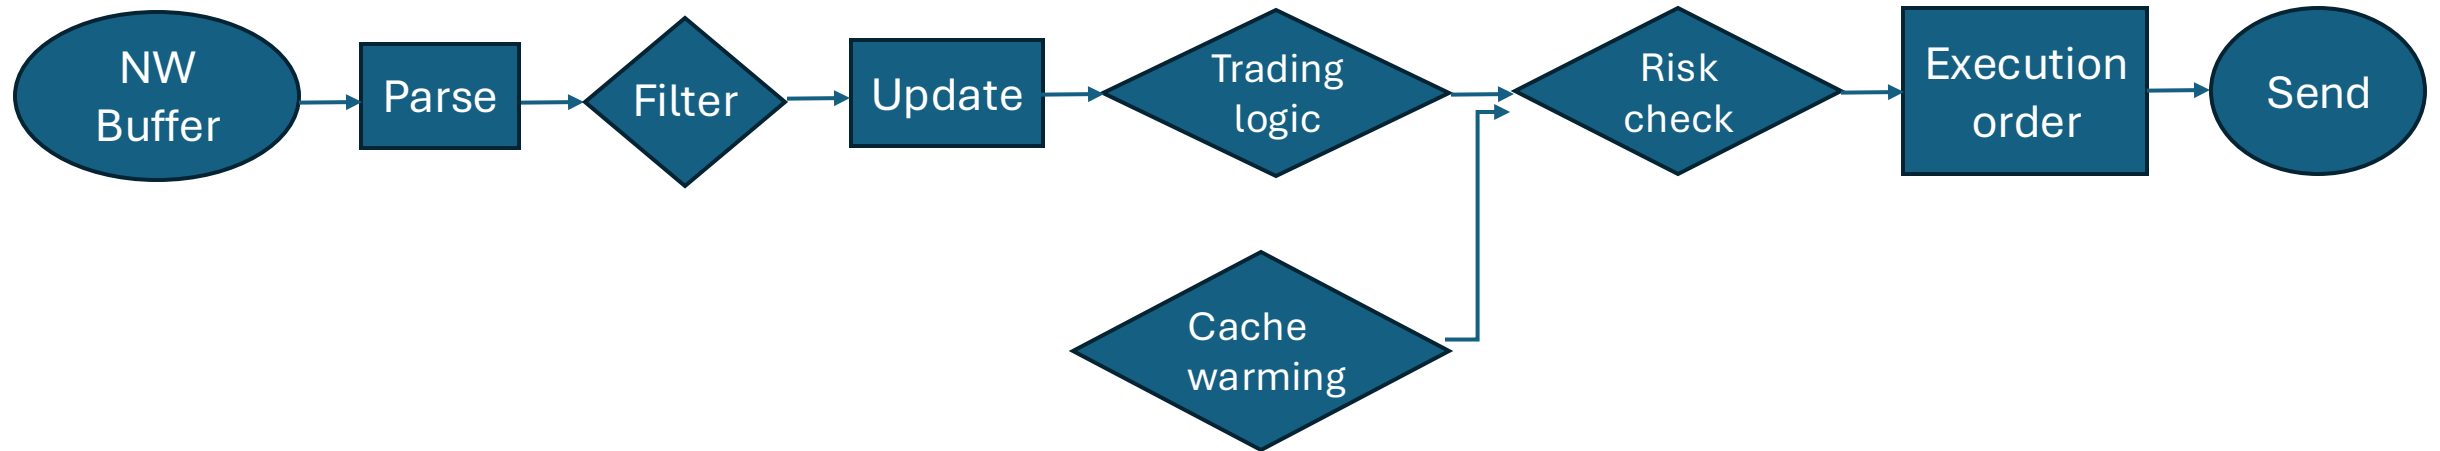 NW
Buffer
Parse
Filter
Update
Trading
logic
Risk
check
Execution
order
Send
Cache
warming